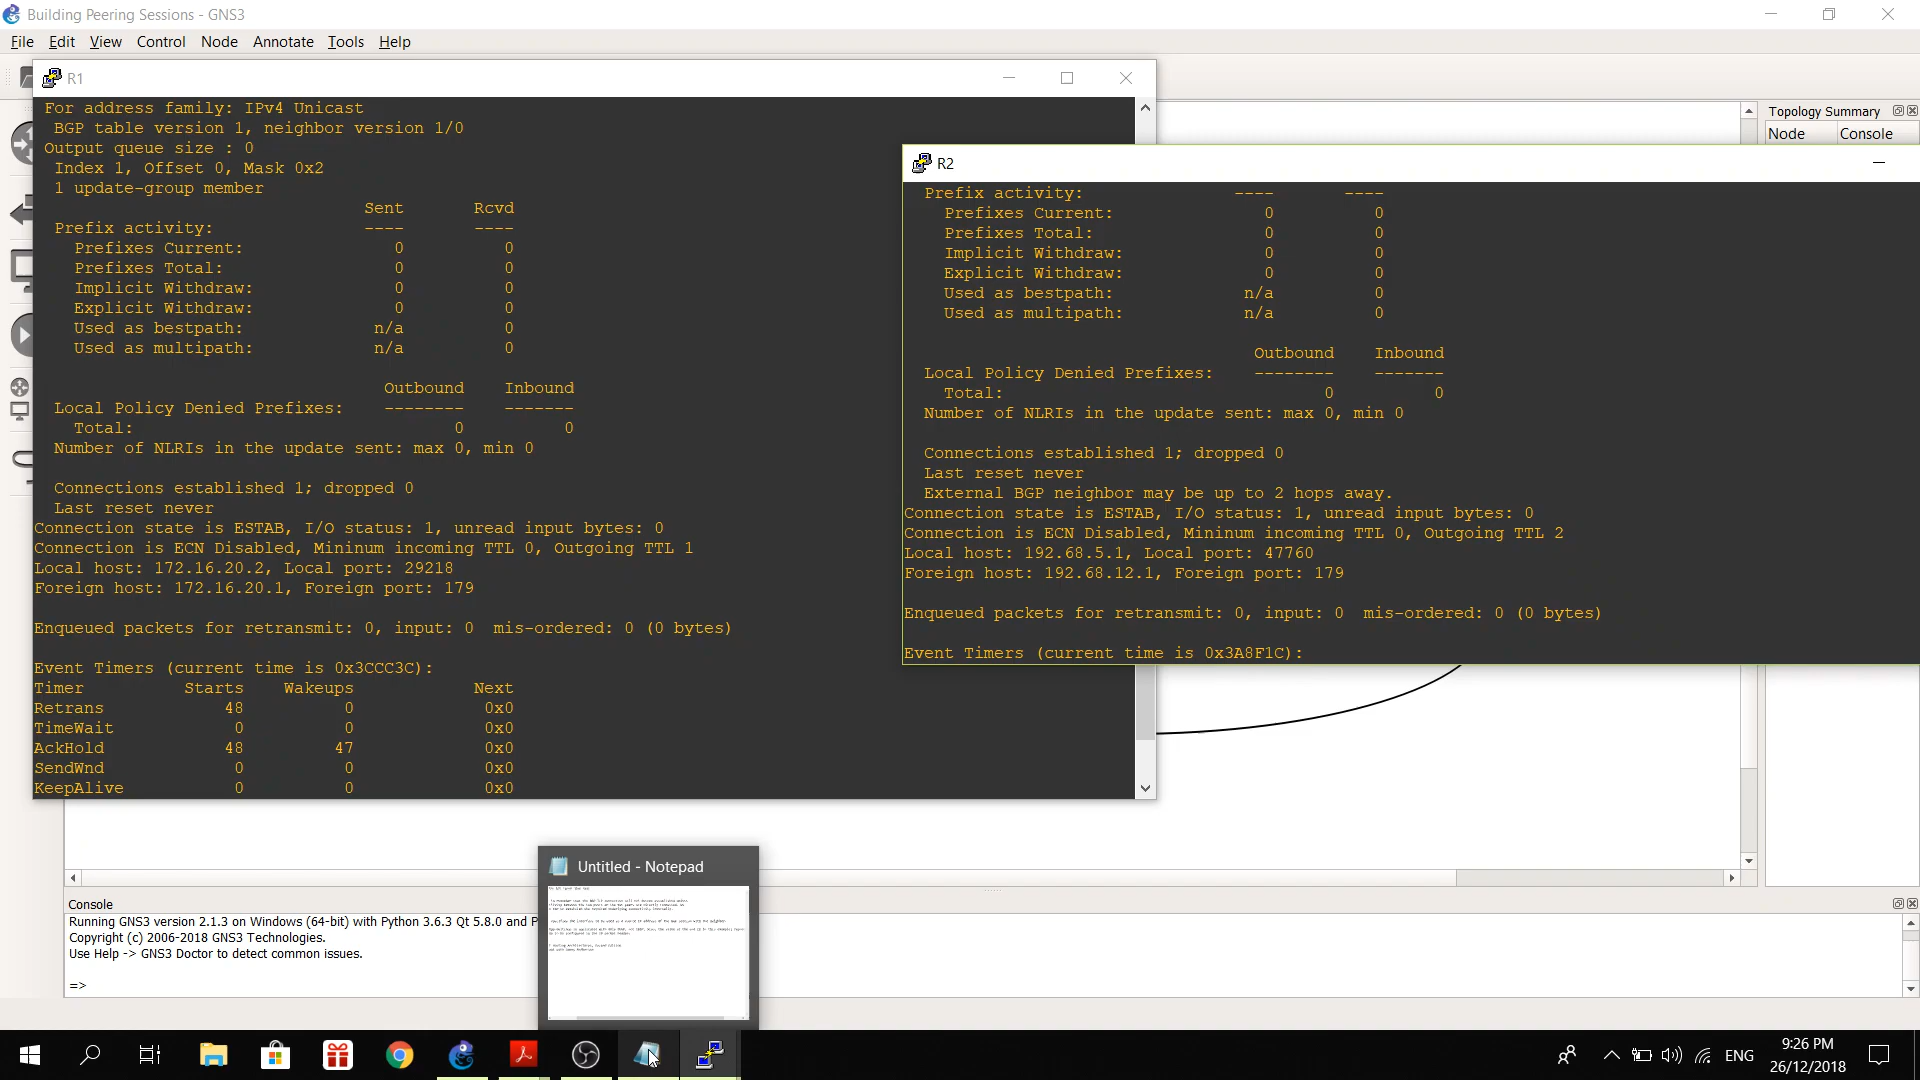 Building Peering Sessions - GNS3
File Edit View Control Node Annotate Tools Help
R1
For address family: IPv4 Unicast
BGP table version 1, neighbor version 1/0
Output queue size : 0
Index 1, Offset 0, Mask 0x2
1 update-group member
Sent Rcvd
Prefix activity: ---- ----
Prefixes Current: 0 0
Prefixes Total: 0 0
Implicit Withdraw: 0 0
Explicit Withdraw: 0 0
Used as bestpath: n/a 0
Used as multipath: n/a 0
Outbound Inbound
Local Policy Denied Prefixes: -------- -------
Total: 0 0
Number of NLRIs in the update sent: max 0, min 0
Connections established 1; dropped 0
Last reset never
Connection state is ESTAB, I/O status: 1, unread input bytes: 0
Connection is ECN Disabled, Mininum incoming TTL 0, Outgoing TTL 1
Local host: 172.16.20.2, Local port: 29218
Foreign host: 172.16.20.1, Foreign port: 179
Enqueued packets for retransmit: 0, input: 0 mis-ordered: 0 (0 bytes)
Event Timers (current time is 0x3CCC3C):
Timer Starts Wakeups Next
Retrans 48 0 0x0
TimeWait 0 0 0x0
AckHold 48 47 0x0
SendWnd 0 0 0x0
KeepAlive 0 0 0x0
R2
Prefix activity: ---- ----
Prefixes Current: 0 0
Prefixes Total: 0 0
Implicit Withdraw: 0 0
Explicit Withdraw: 0 0
Used as bestpath: n/a 0
Used as multipath: n/a 0
Outbound Inbound
Local Policy Denied Prefixes: -------- -------
Total: 0 0
Number of NLRIs in the update sent: max 0, min 0
Connections established 1; dropped 0
Last reset never
External BGP neighbor may be up to 2 hops away.
Connection state is ESTAB, I/O status: 1, unread input bytes: 0
Connection is ECN Disabled, Mininum incoming TTL 0, Outgoing TTL 2
Local host: 192.68.5.1, Local port: 47760
Foreign host: 192.68.12.1, Foreign port: 179
Enqueued packets for retransmit: 0, input: 0 mis-ordered: 0 (0 bytes)
Event Timers (current time is 0x3A8F1C):
Topology Summary
Node Console
Console
Running GNS3 version 2.1.3 on Windows (64-bit) with Python 3.6.3 Qt 5.8.0 and P
Copyright (c) 2006-2018 GNS3 Technologies.
Use Help -> GNS3 Doctor to detect common issues.
=>
Untitled - Notepad
ENG
9:26 PM
26/12/2018